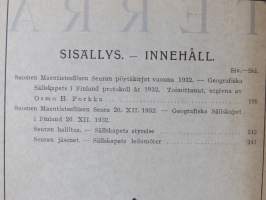 TERRA
SISÄLLYS. — INNEHÅLL.
Siv.—Sid.
Suomen Maantieteellisen Seuran pöytäkirjat vuonna 1932. — Geografiska
Sällskapets i Finland protokoll år 1932. Toimittanut, utgivna av
Osmo H. Porkka
Suomen Maantieteellinen Seura 20. XII. 1932. — Geografiska Sällskapet
i Finland 20. XII. 1932.
Seuran hallitus. — Sällskapets styrelse
Seuran jäsenet. — Sällskapets ledamöter